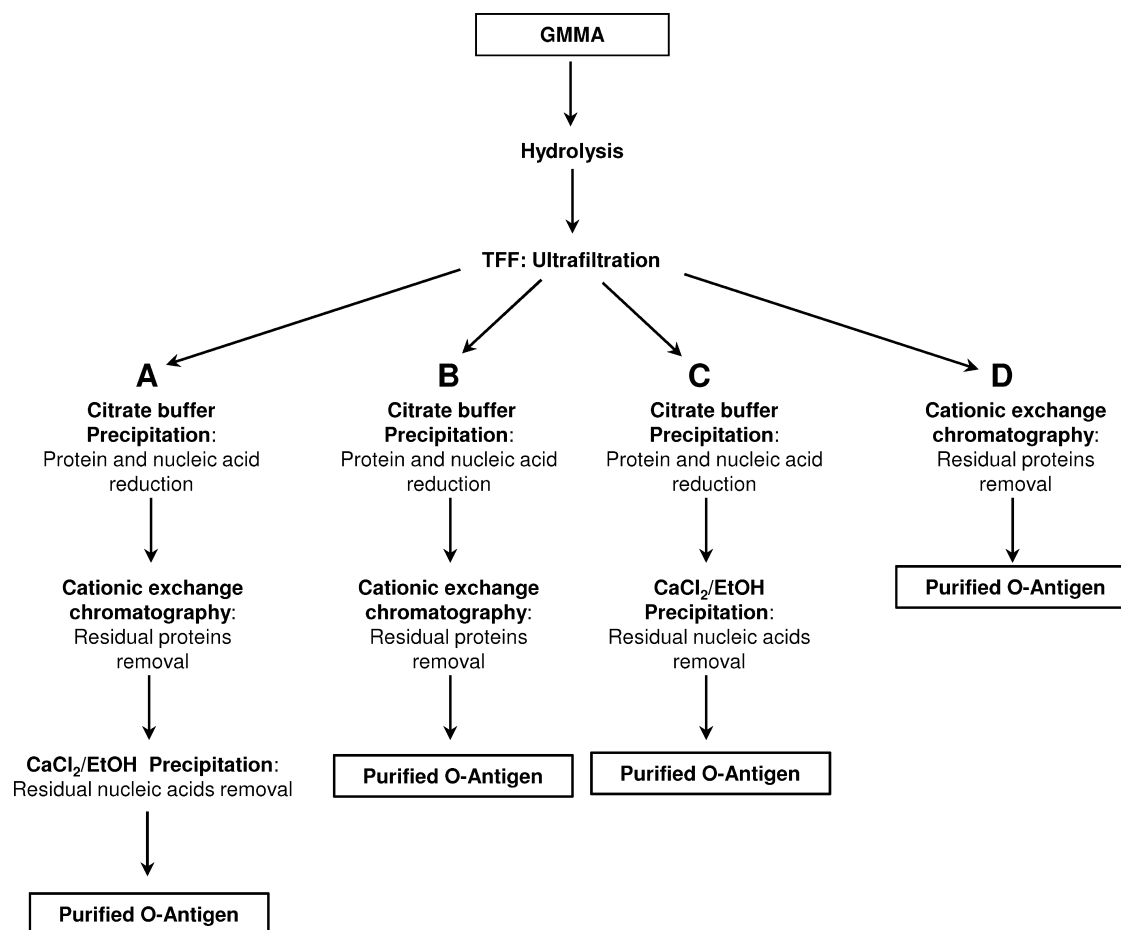 GMMA
Hydrolysis
TFF: Ultrafiltration
A
Citrate buffer
Precipitation:
Protein and nucleic acid
reduction
Cationic exchange
chromatography:
Residual proteins
removal
CaCl₂/EtOH Precipitation:
Residual nucleic acids removal
Purified O-Antigen
B
Citrate buffer
Precipitation:
Protein and nucleic acid
reduction
Cationic exchange
chromatography:
Residual proteins
removal
Purified O-Antigen
C
Citrate buffer
Precipitation:
Protein and nucleic acid
reduction
CaCl₂/EtOH
Precipitation:
Residual nucleic acids
removal
Purified O-Antigen
D
Cationic exchange
chromatography:
Residual proteins
removal
Purified O-Antigen